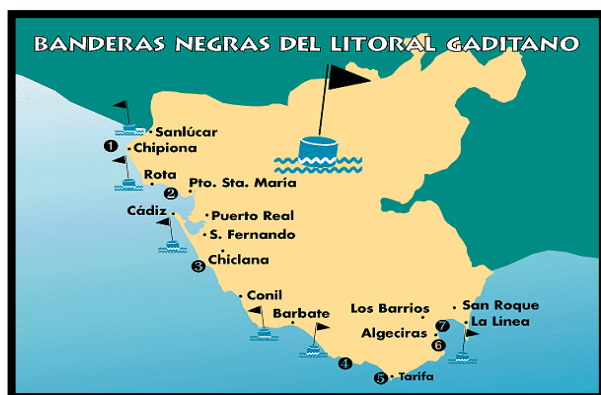 BANDERAS NEGRAS DEL LITORAL GADITANO
Sanlúcar
1
Chipiona
Rota
2
Pto. Sta. María
Cádiz
Puerto Real
S. Fernando
3
Chiclana
Conil
Barbate
Los Barrios
San Roque
7
La Línea
Algeciras
6
4
5
Tarifa